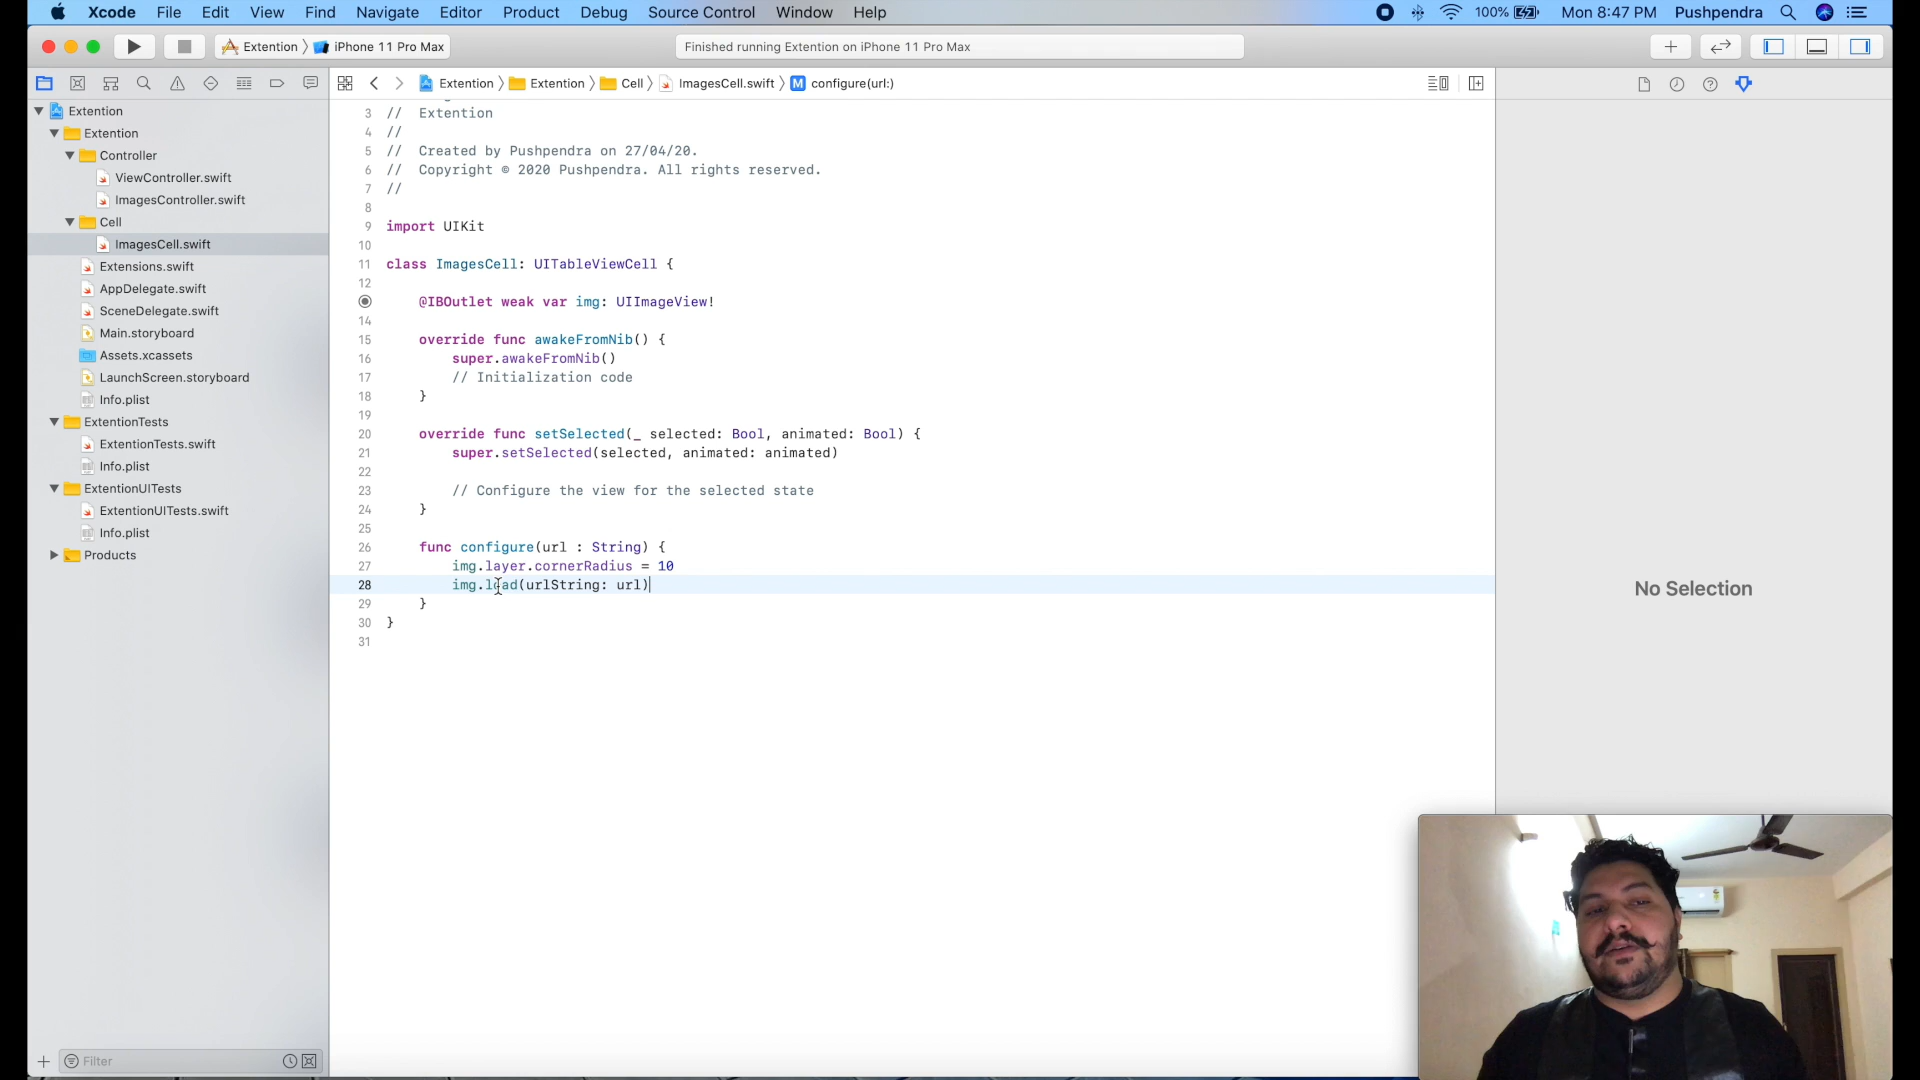 Xcode File Edit View Find Navigate Editor Product Debug Source Control Window Help 100% Mon 8:47 PM Pushpendra
Extention iPhone 11 Pro Max Finished running Extention on iPhone 11 Pro Max
Extention Extention Cell ImagesCell.swift M configure(url:)
Extention
Extention
Controller
ViewController.swift
ImagesController.swift
Cell
ImagesCell.swift
Extensions.swift
AppDelegate.swift
SceneDelegate.swift
Main.storyboard
Assets.xcassets
LaunchScreen.storyboard
Info.plist
ExtentionTests
ExtentionTests.swift
Info.plist
ExtentionUITests
ExtentionUITests.swift
Info.plist
Products
Filter
3 // Extention
4 //
5 // Created by Pushpendra on 27/04/20.
6 // Copyright © 2020 Pushpendra. All rights reserved.
7 //
8
9 import UIKit
10
11 class ImagesCell: UITableViewCell {
12
@IBOutlet weak var img: UIImageView!
14
15 override func awakeFromNib() {
16 super.awakeFromNib()
17 // Initialization code
18 }
19
20 override func setSelected(_ selected: Bool, animated: Bool) {
21 super.setSelected(selected, animated: animated)
22
23 // Configure the view for the selected state
24 }
25
26 func configure(url : String) {
27 img.layer.cornerRadius = 10
28 img.load(urlString: url)
29 }
30 }
31
No Selection